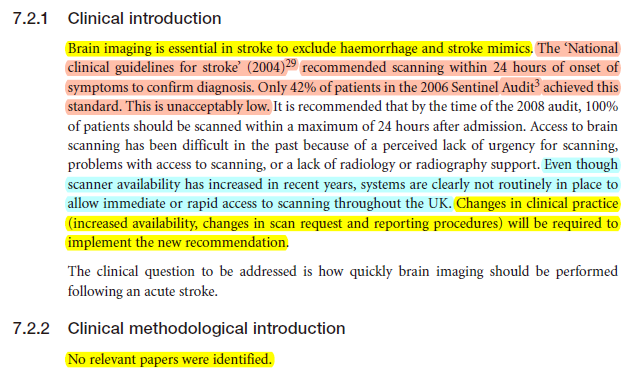 7.2.1 Clinical introduction
Brain imaging is essential in stroke to exclude haemorrhage and stroke mimics. The ‘National
clinical guidelines for stroke’ (2004)29 recommended scanning within 24 hours of onset of
symptoms to confirm diagnosis. Only 42% of patients in the 2006 Sentinel Audit3 achieved this
standard. This is unacceptably low. It is recommended that by the time of the 2008 audit, 100%
of patients should be scanned within a maximum of 24 hours after admission. Access to brain
scanning has been difficult in the past because of a perceived lack of urgency for scanning,
problems with access to scanning, or a lack of radiology or radiography support. Even though
scanner availability has increased in recent years, systems are clearly not routinely in place to
allow immediate or rapid access to scanning throughout the UK. Changes in clinical practice
(increased availability, changes in scan request and reporting procedures) will be required to
implement the new recommendation.
The clinical question to be addressed is how quickly brain imaging should be performed
following an acute stroke.
7.2.2 Clinical methodological introduction
No relevant papers were identified.